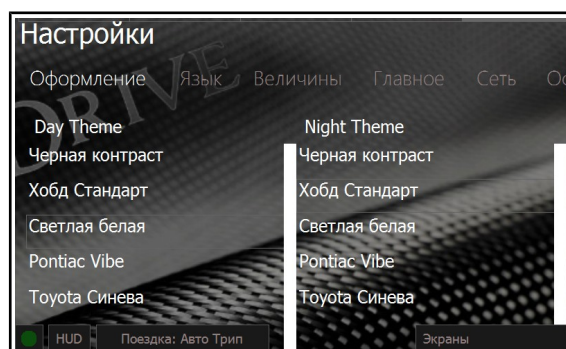 Настройки
Оформление Язык Величины Главное Сеть
DRIVE
Day Theme Night Theme
Черная контраст Черная контраст
Хобд Стандарт Хобд Стандарт
Светлая белая Светлая белая
Pontiac Vibe Pontiac Vibe
Toyota Синева Toyota Синева
HUD Поездка: Авто Трип Экраны